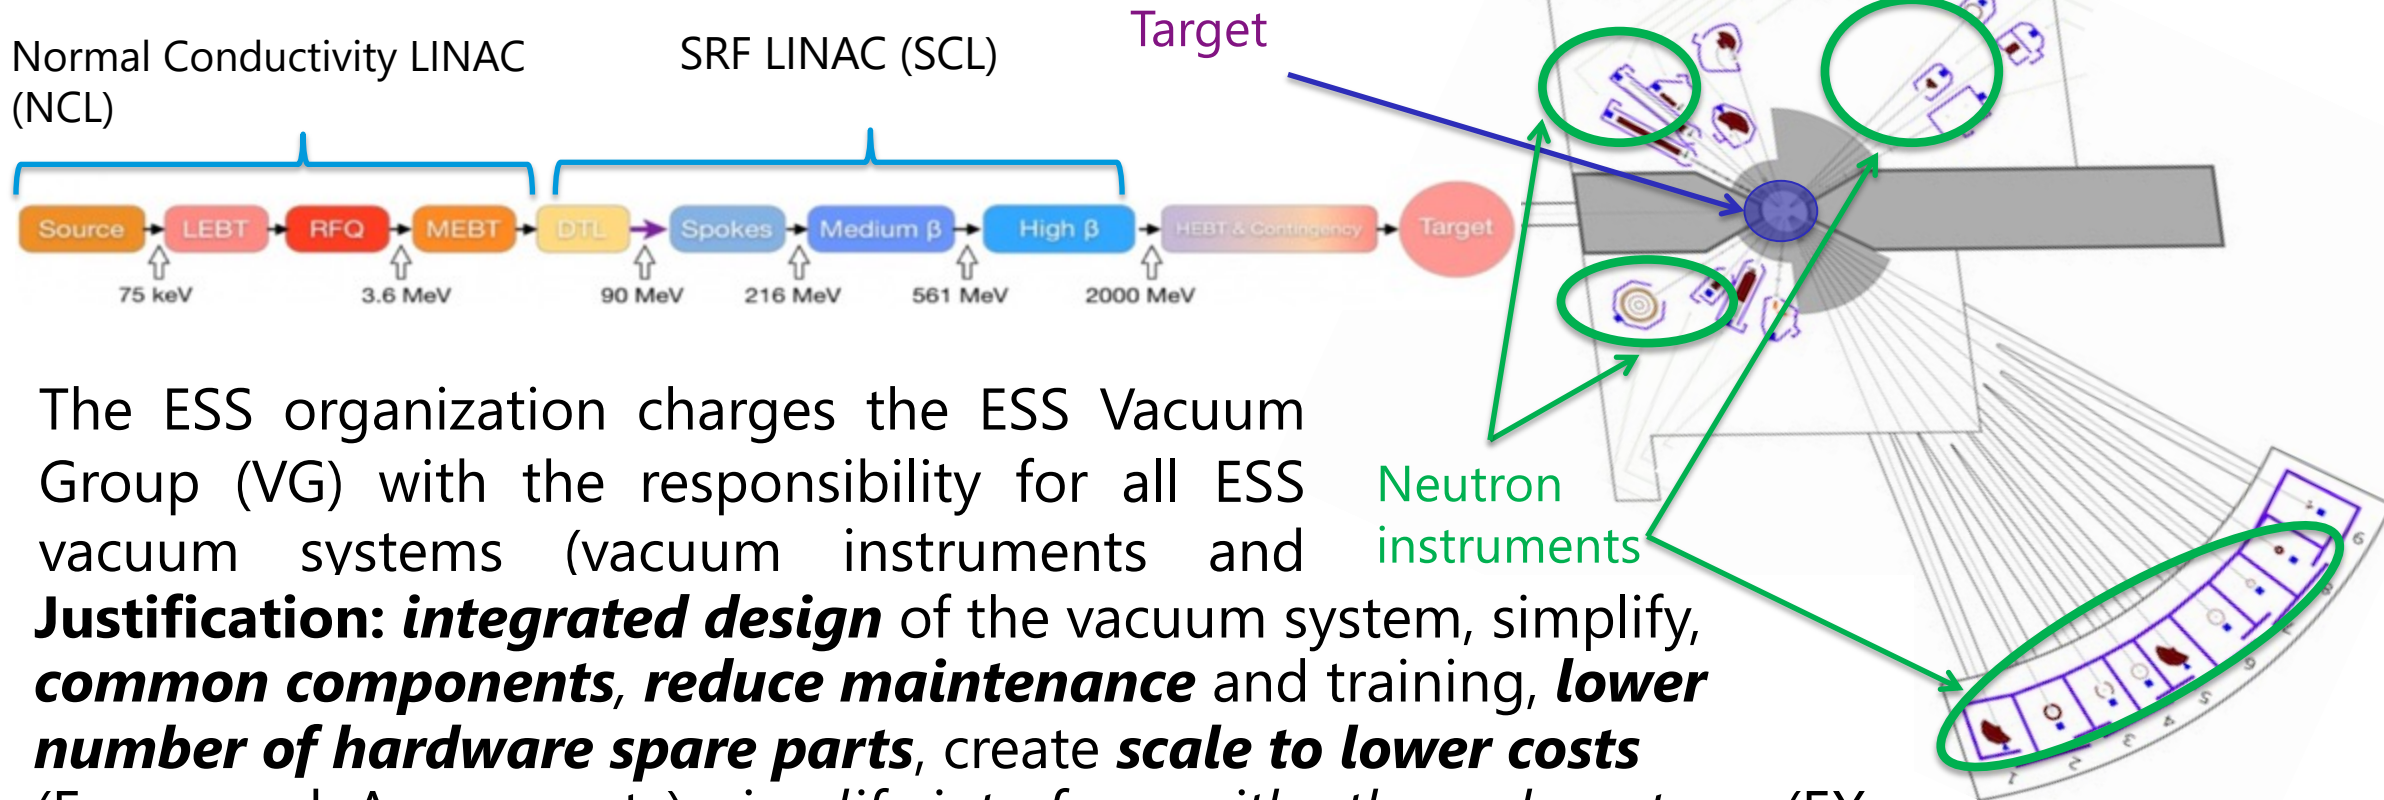 Normal Conductivity LINAC
(NCL)
SRF LINAC (SCL)
Target
Source
LEBT
RFQ
MEBT
DTL
Spokes
Medium β
High β
HEBT & Contingency
Target
75 keV
3.6 MeV
90 MeV
216 MeV
561 MeV
2000 MeV
The ESS organization charges the ESS Vacuum
Group (VG) with the responsibility for all ESS
vacuum systems (vacuum instruments and
Neutron
instruments
Justification: integrated design of the vacuum system, simplify,
common components, reduce maintenance and training, lower
number of hardware spare parts, create scale to lower costs